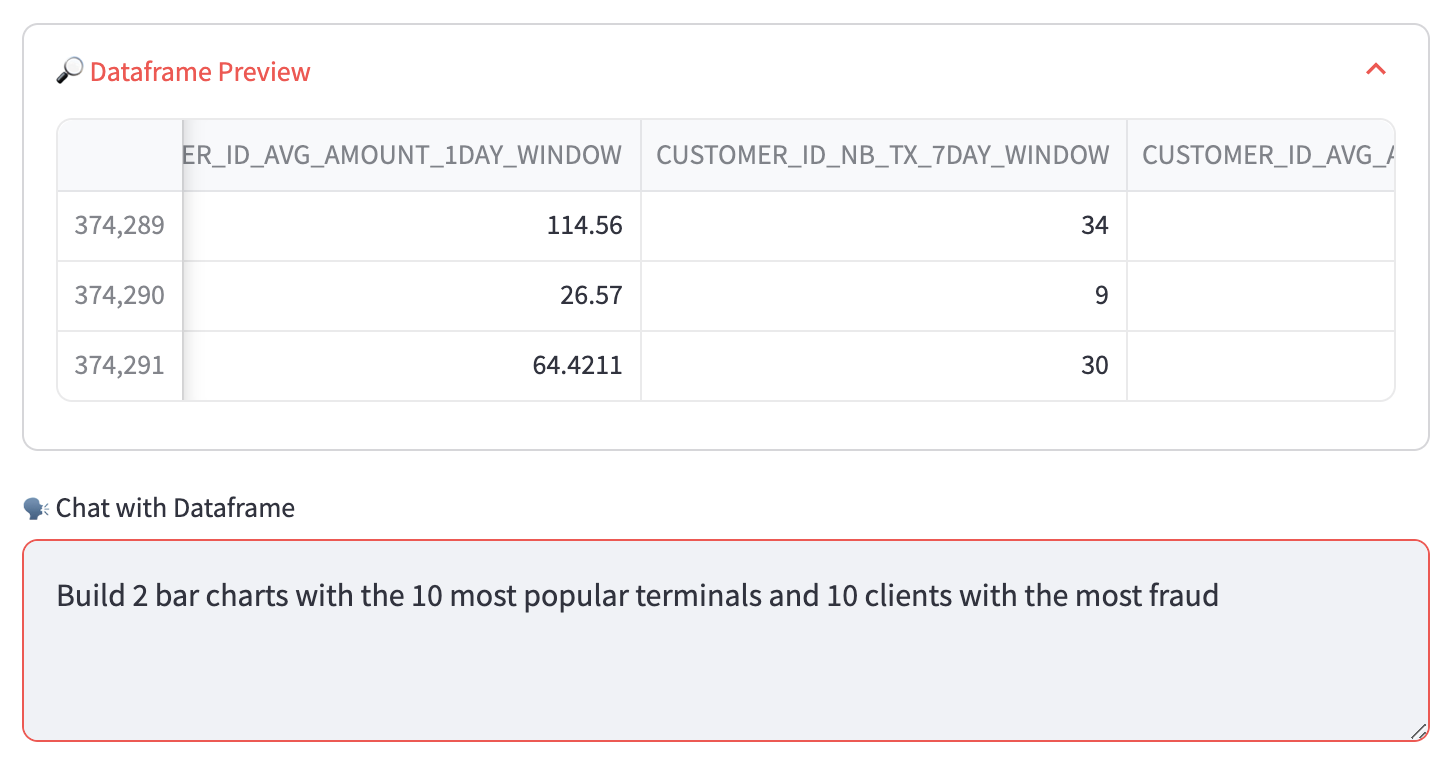 Dataframe Preview
ER_ID_AVG_AMOUNT_1DAY_WINDOW CUSTOMER_ID_NB_TX_7DAY_WINDOW CUSTOMER_ID_AVG_A
374,289 114.56 34
374,290 26.57 9
374,291 64.4211 30
Chat with Dataframe
Build 2 bar charts with the 10 most popular terminals and 10 clients with the most fraud